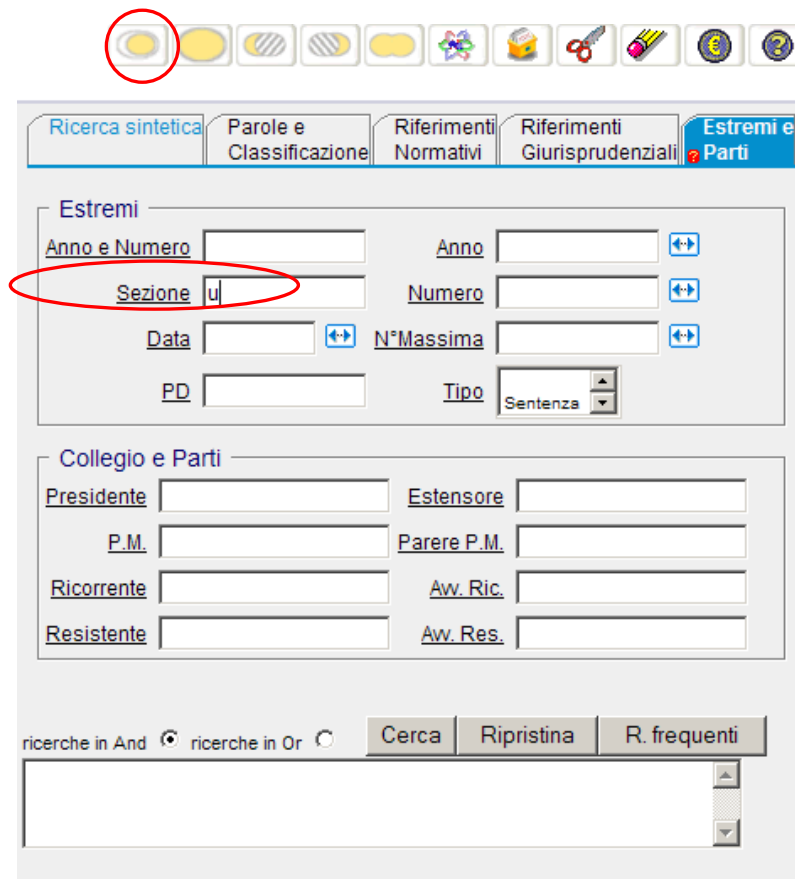 Ricerca sintetica
Parole e
Classificazione
Riferimenti
Normativi
Riferimenti
Giurisprudenziali
Estremi e
? Parti
Estremi
Anno e Numero
Anno
Sezione u
Numero
Data
N°Massima
PD
Tipo
Sentenza
Collegio e Parti
Presidente
Estensore
P.M.
Parere P.M.
Ricorrente
Avv. Ric.
Resistente
Avv. Res.
ricerche in And
ricerche in Or
Cerca
Ripristina
R. frequenti